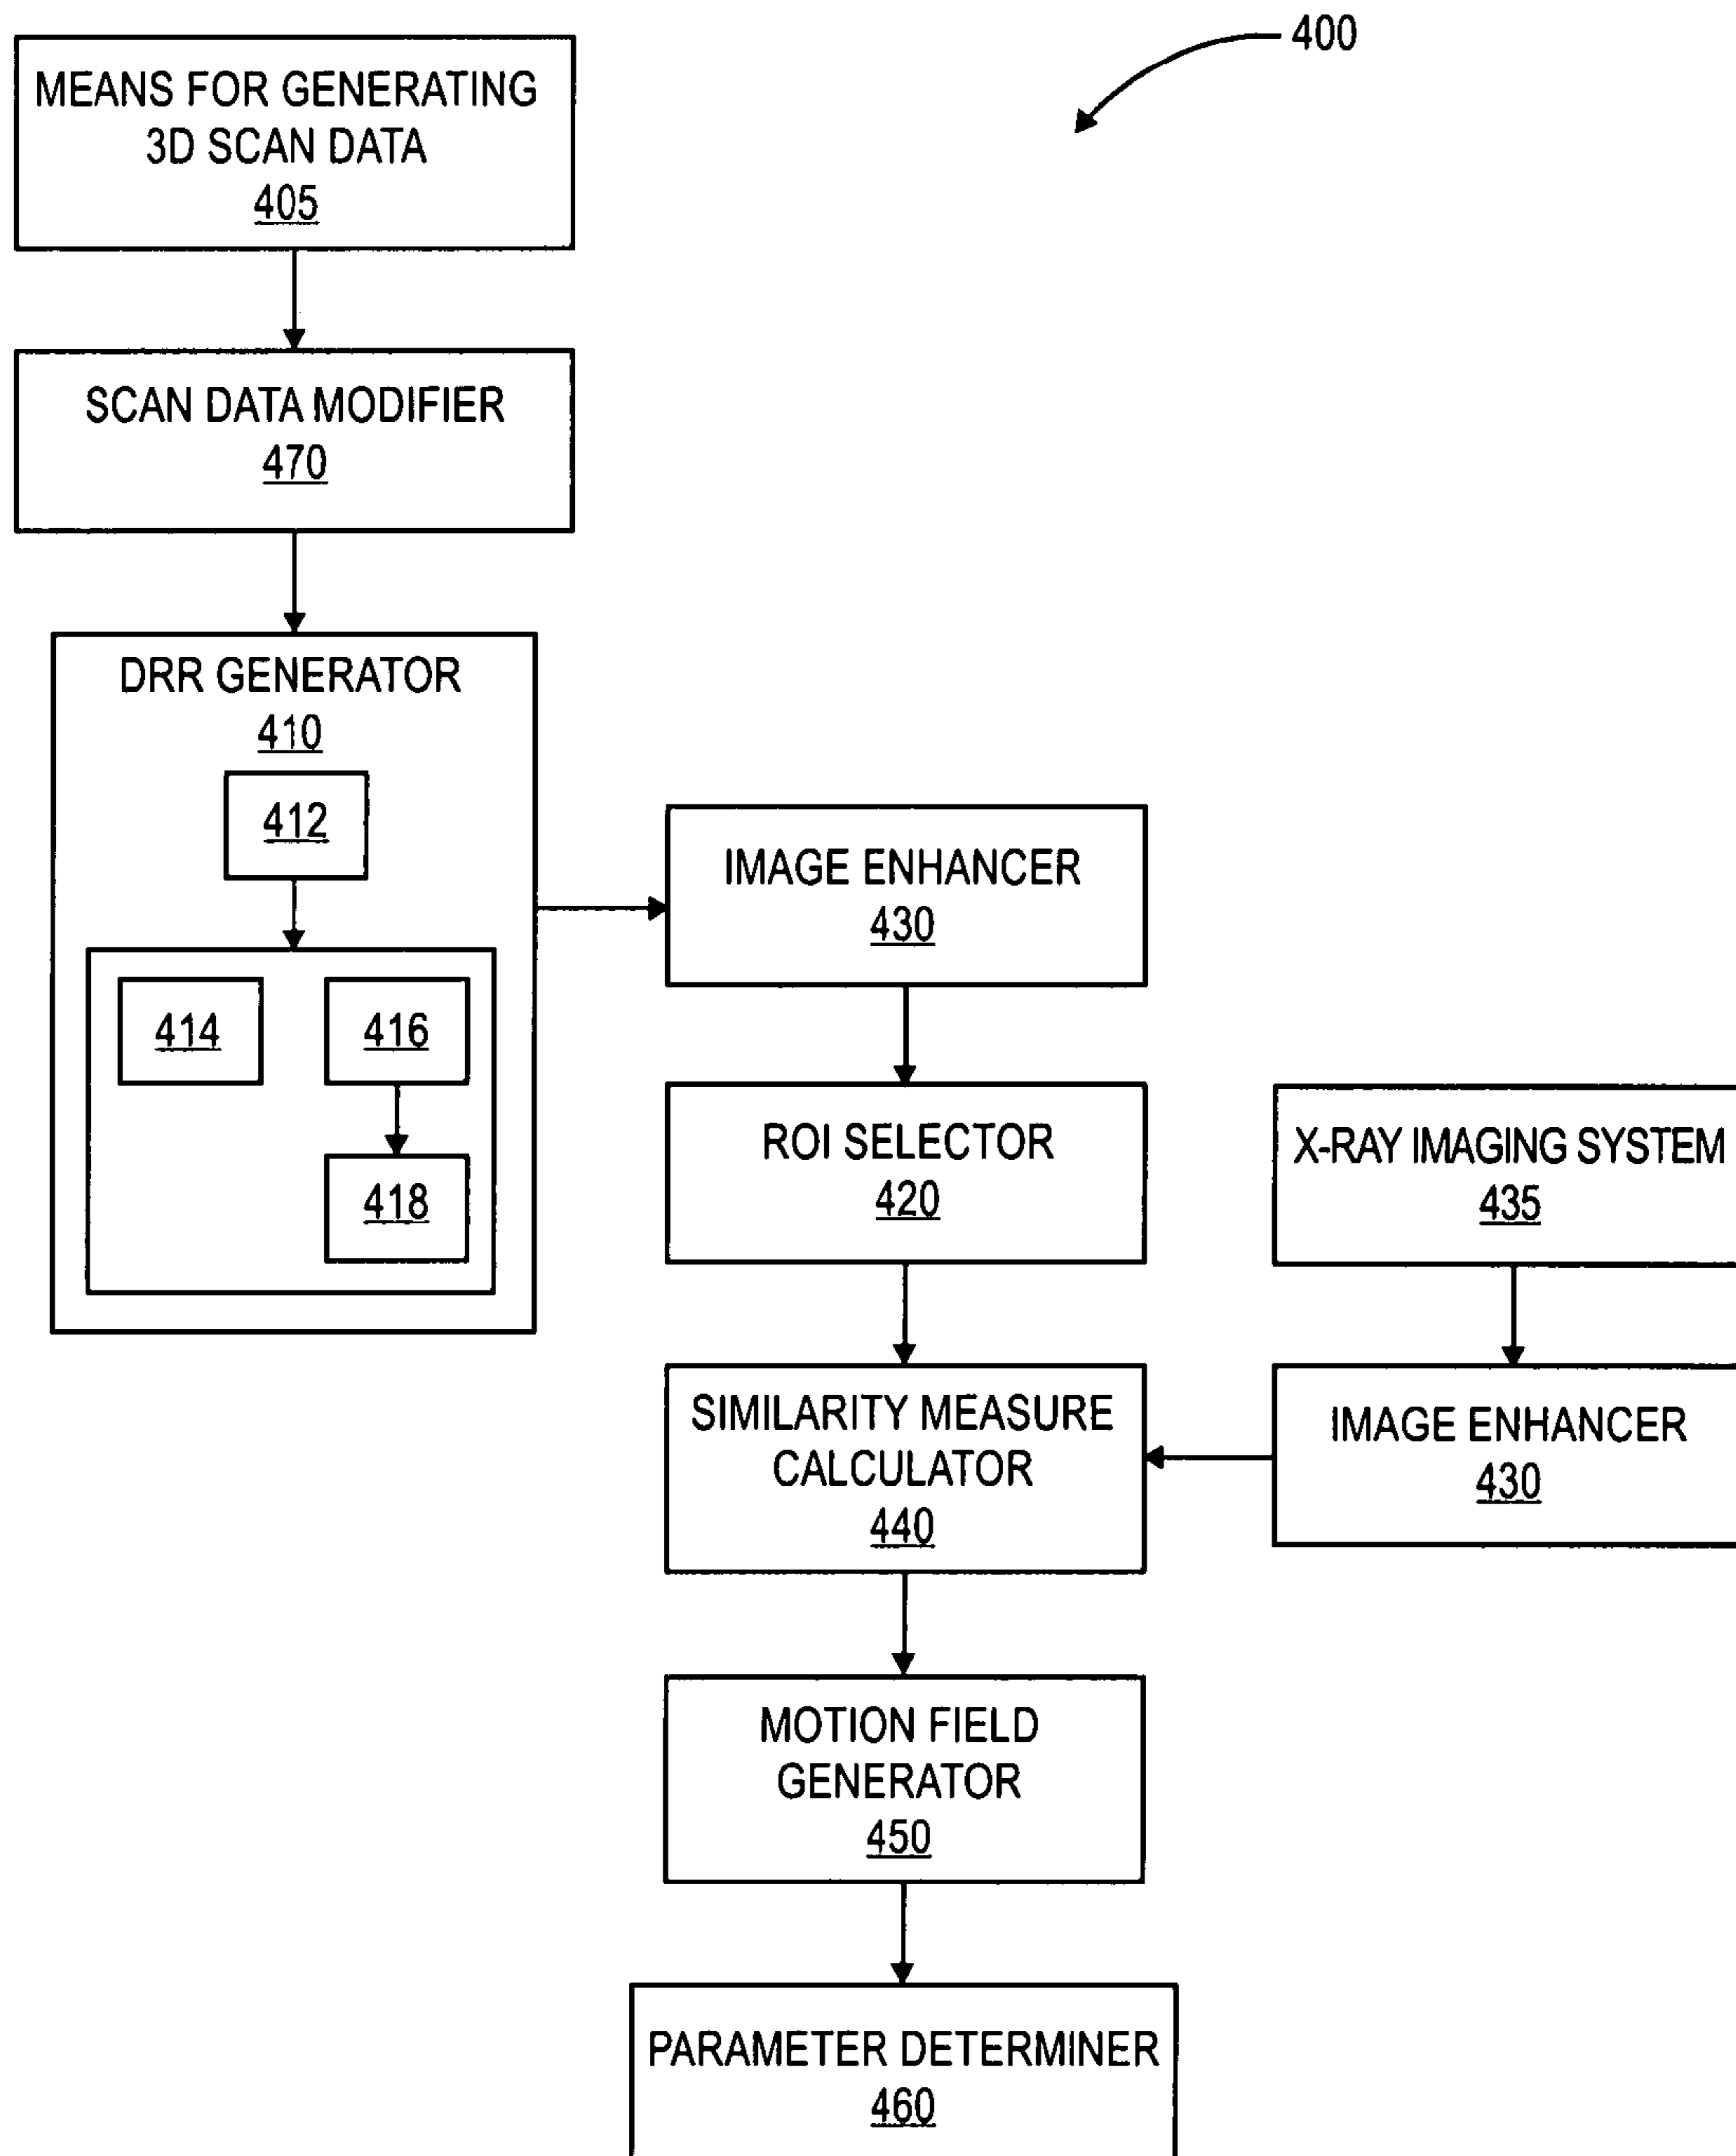 400
MEANS FOR GENERATING
3D SCAN DATA
405
SCAN DATA MODIFIER
470
DRR GENERATOR
410
412
414
416
418
IMAGE ENHANCER
430
ROI SELECTOR
420
X-RAY IMAGING SYSTEM
435
SIMILARITY MEASURE
CALCULATOR
440
IMAGE ENHANCER
430
MOTION FIELD
GENERATOR
450
PARAMETER DETERMINER
460